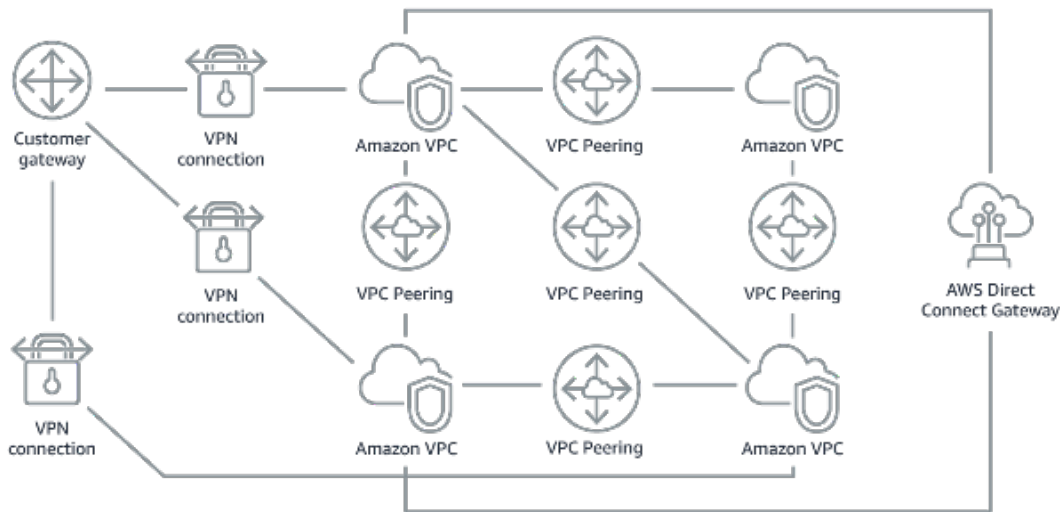 Customer
gateway
VPN
connection
Amazon VPC
VPC Peering
Amazon VPC
VPN
connection
VPC Peering
VPC Peering
VPC Peering
AWS Direct
Connect Gateway
VPN
connection
Amazon VPC
VPC Peering
Amazon VPC